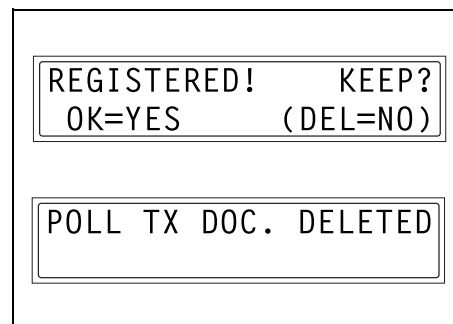 REGISTERED! KEEP?
OK=YES (DEL=NO)
POLL TX DOC. DELETED